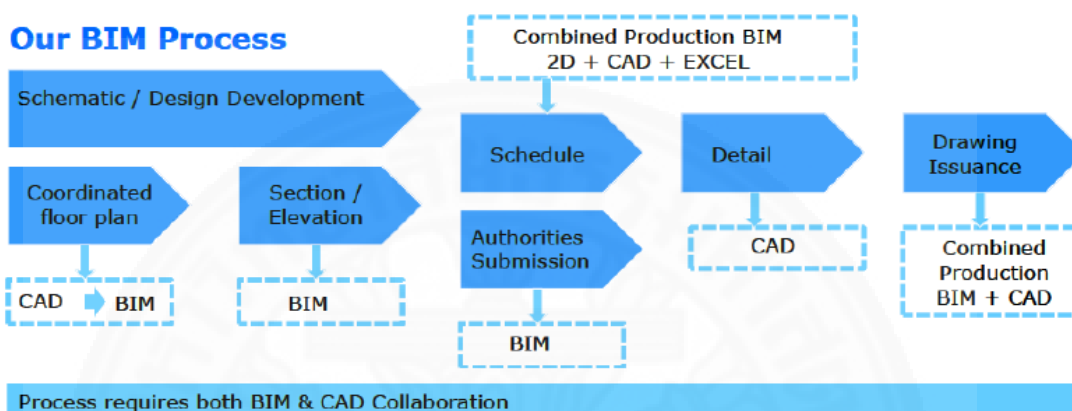 Our BIM Process
Combined Production BIM
2D + CAD + EXCEL
Schematic / Design Development
Schedule
Detail
Drawing
Issuance
Coordinated
floor plan
Section /
Elevation
Authorities
Submission
CAD
Combined
Production
BIM + CAD
CAD BIM
BIM
BIM
Process requires both BIM & CAD Collaboration